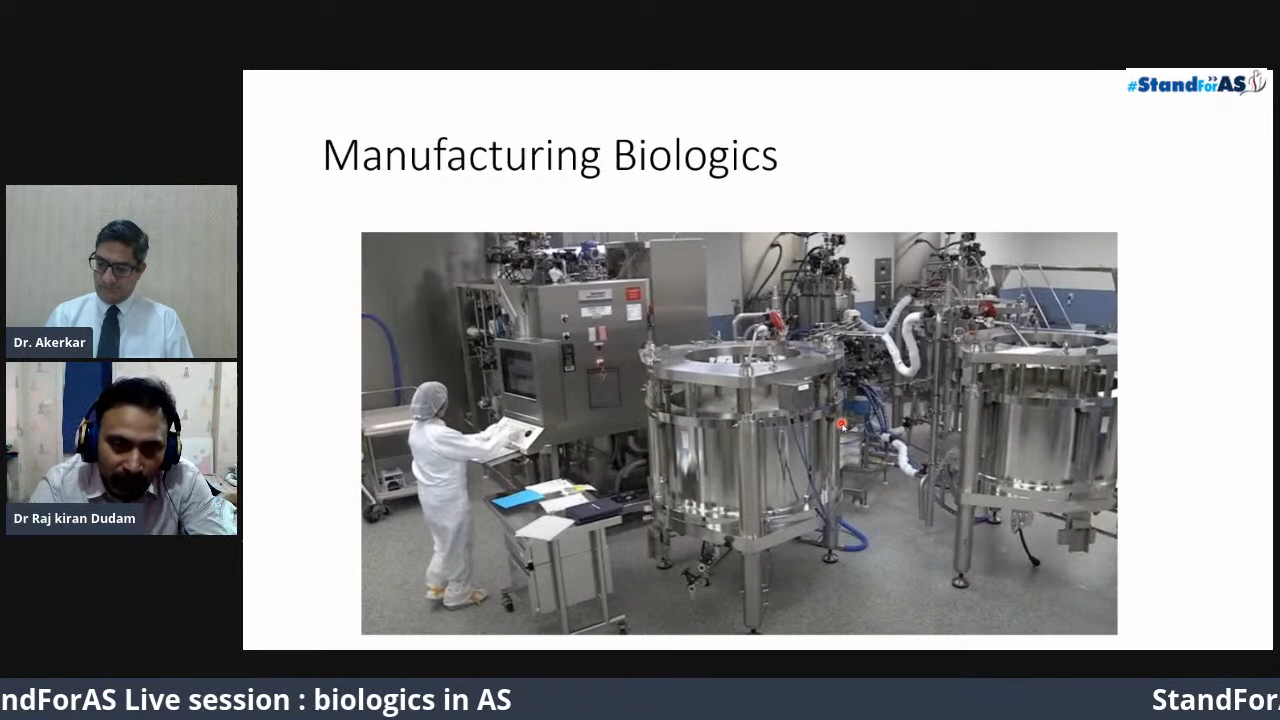 #StandForAS
Manufacturing Biologics
Dr. Akerkar
Dr Raj kiran Dudam
ndForAS Live session : biologics in AS
StandFor